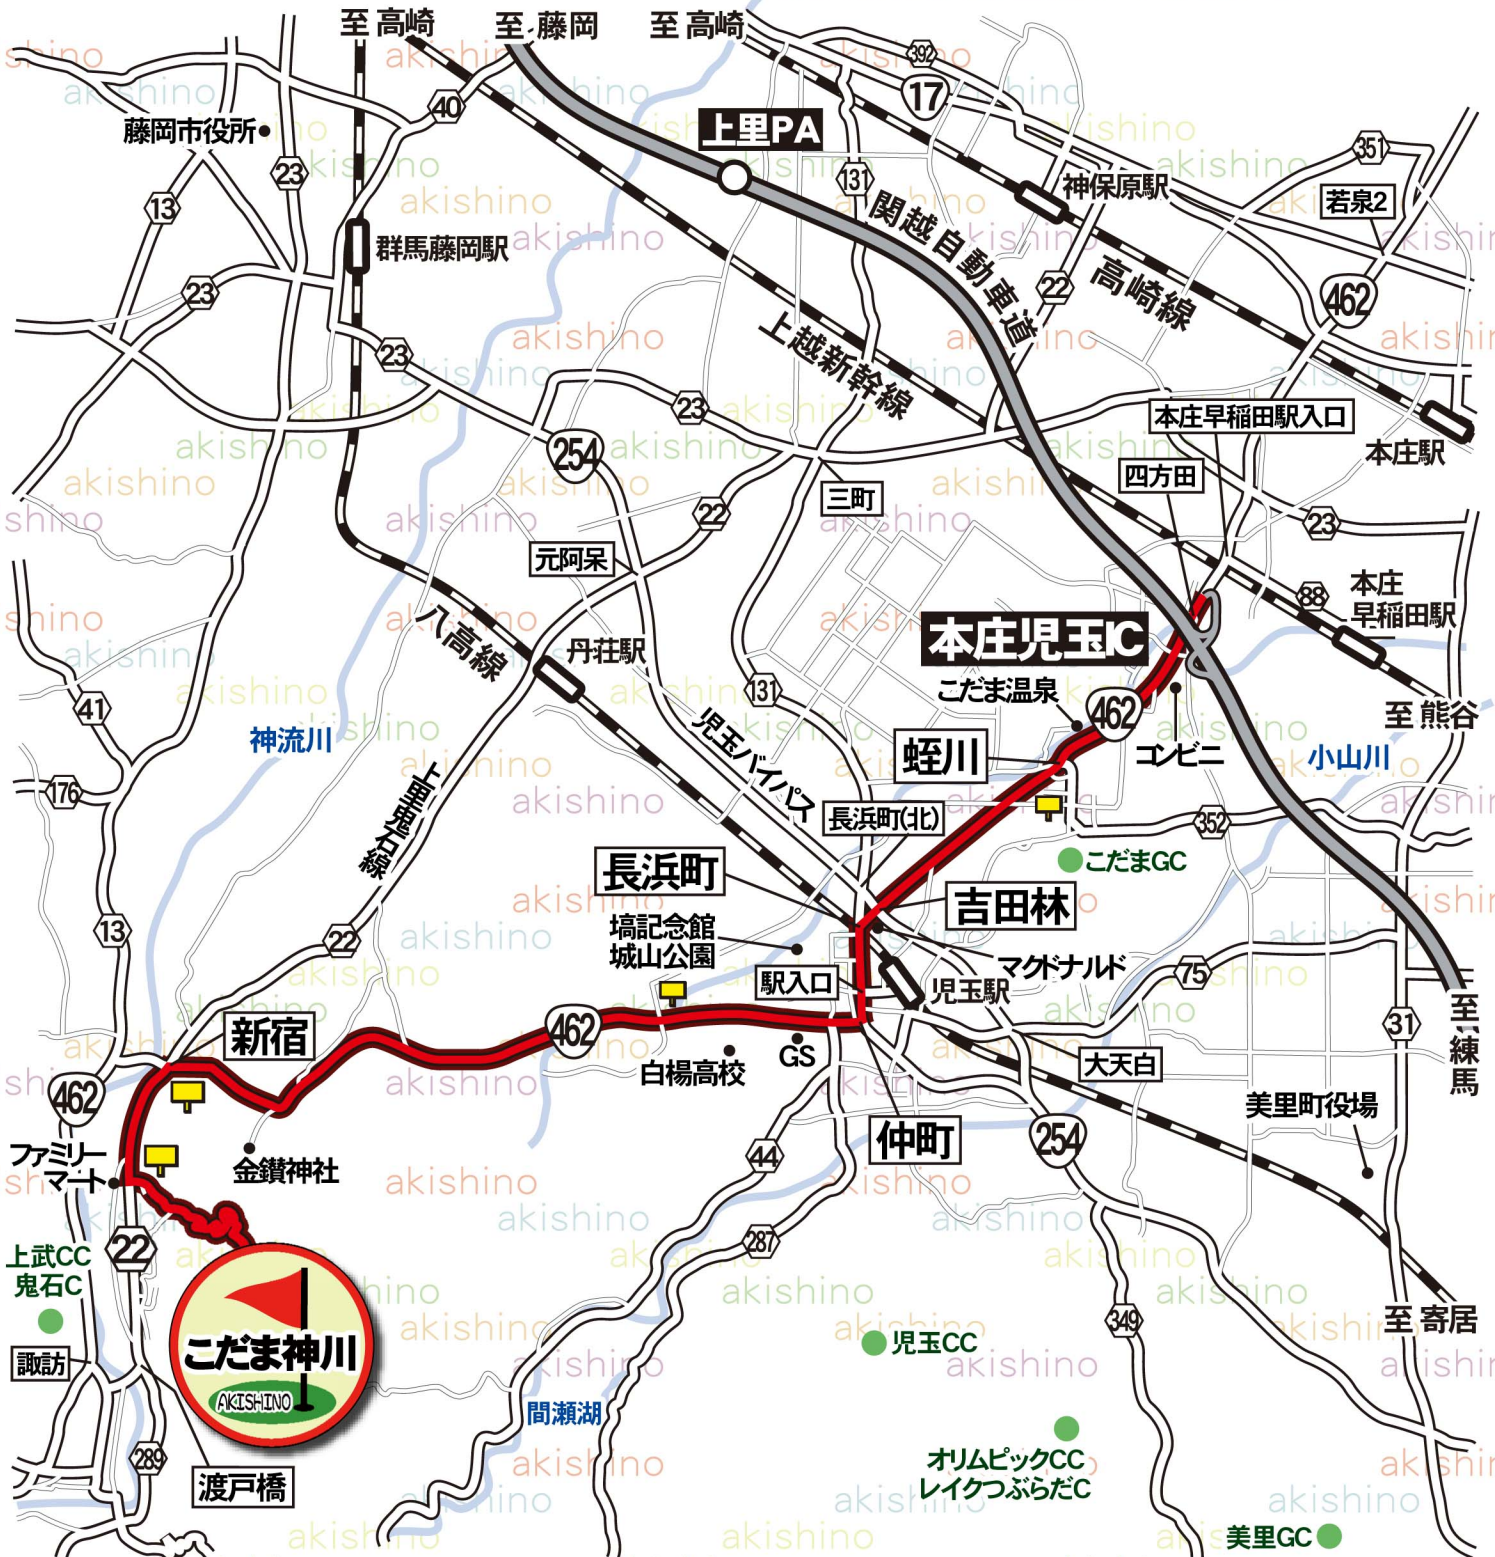 至 高崎
至 藤岡
至 高崎
392
17
40
藤岡市役所
上里PA
351
23
131
神保原駅
13
若泉2
関越自動車道
群馬藤岡駅
22
高崎線
462
23
上越新幹線
23
23
本庄早稲田駅入口
254
本庄駅
四方田
三町
22
23
元阿呆
本庄
早稲田駅
88
八高線
本庄児玉IC
丹荘駅
こだま温泉
131
462
41
至 熊谷
神流川
児玉バイパス
蛭川
コンビニ
小山川
176
上里鬼石線
長浜町(北)
352
長浜町
こだまGC
吉田林
塙記念館
城山公園
13
22
マクドナルド
75
駅入口
児玉駅
至 練馬
新宿
462
31
GS
白楊高校
大天白
462
美里町役場
ファミリー
マート
金鑚神社
44
仲町
254
22
287
上武CC
鬼石C
こだま神川
AKISHINO
349
至 寄居
児玉CC
諏訪
間瀬湖
289
渡戸橋
オリムピックCC
レイクつぶらだC
美里GC
akishino